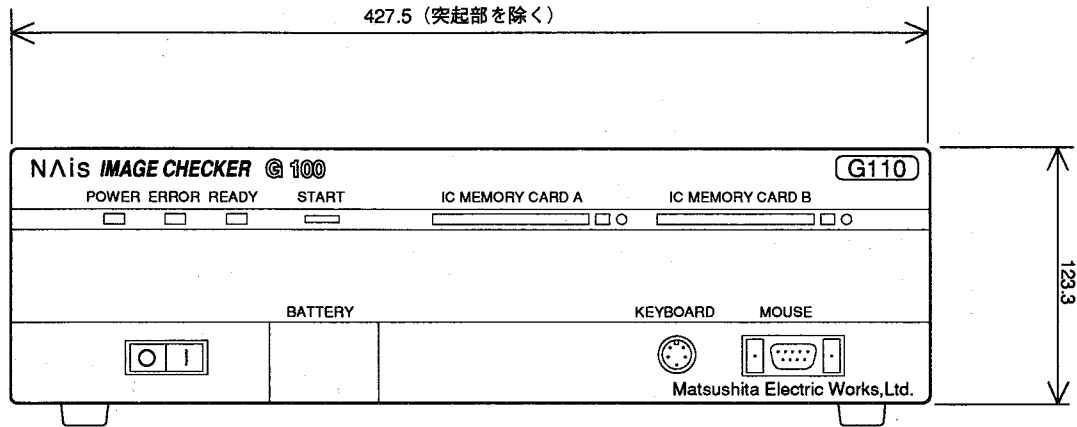 427.5（突起部を除く）
NAiS IMAGE CHECKER G 100 G110
POWER ERROR READY START IC MEMORY CARD A IC MEMORY CARD B
123.3
BATTERY KEYBOARD MOUSE
O I
Matsushita Electric Works,Ltd.